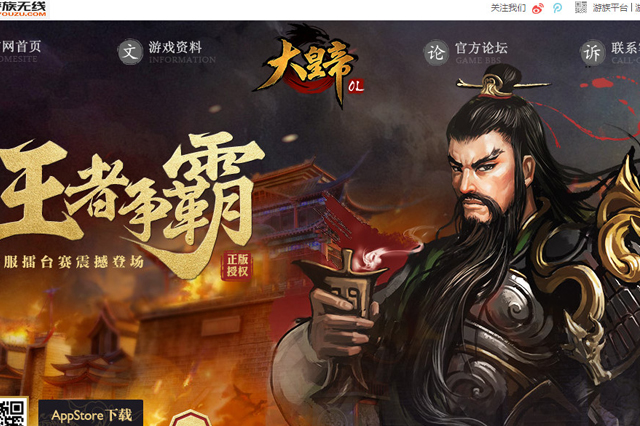 族无线
YOUZU.COM
关注我们
游族平台 |
网首页
OMESITE
文
游戏资料
INFORMATION
大皇帝
OL
论
官方论坛
GAME BBS
诉
联系
CALL-C
王者争霸
服擂台赛震撼登场
正版
授权
AppStore 下载